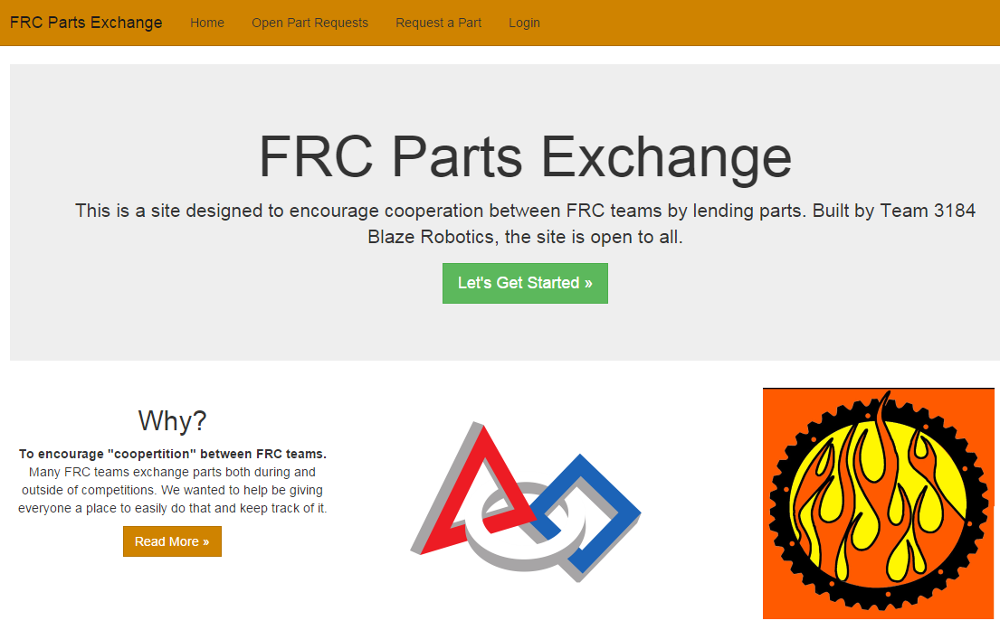 FRC Parts Exchange Home Open Part Requests Request a Part Login
FRC Parts Exchange
This is a site designed to encourage cooperation between FRC teams by lending parts. Built by Team 3184
Blaze Robotics, the site is open to all.
Let's Get Started »
Why?
To encourage "coopertition" between FRC teams.
Many FRC teams exchange parts both during and
outside of competitions. We wanted to help be giving
everyone a place to easily do that and keep track of it.
Read More »